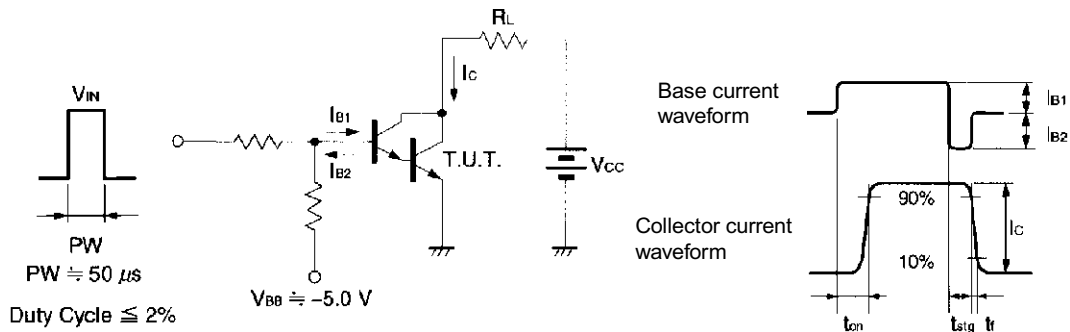 VIN
PW
PW ≒ 50 μs
Duty Cycle ≦ 2%
RL
IC
IB1
IB2
T.U.T.
VCC
VBB ≒ −5.0 V
Base current
waveform
IB1
IB2
Collector current
waveform
90%
10%
IC
ton
tstg
tf